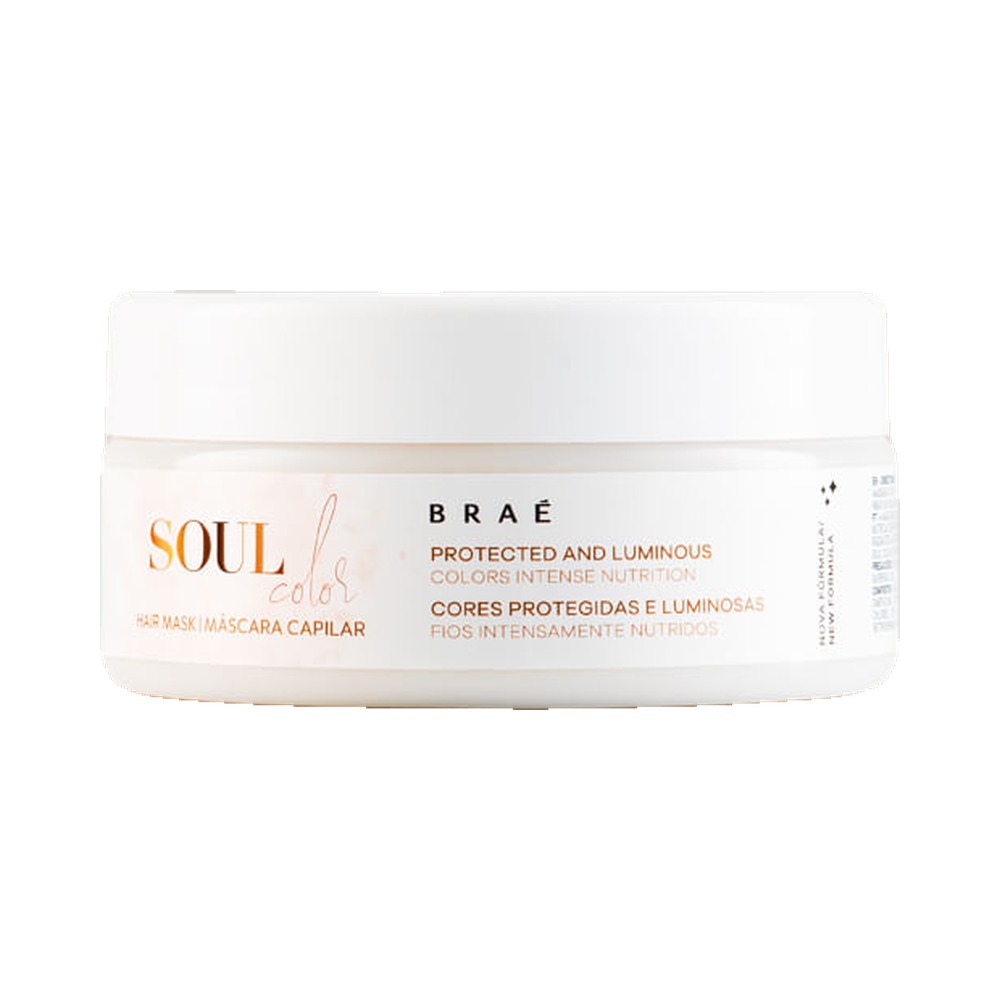 SOUL
color
HAIR MASK | MÁSCARA CAPILAR
BRAÉ
PROTECTED AND LUMINOUS
COLORS INTENSE NUTRITION
CORES PROTEGIDAS E LUMINOSAS
FIOS INTENSAMENTE NUTRIDOS
NOVA FÓRMULA/
NEW FORMULA